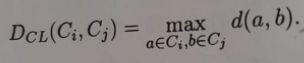 D_{CL}(C_i, C_j) = \max_{a \in C_i, b \in C_j} d(a, b).